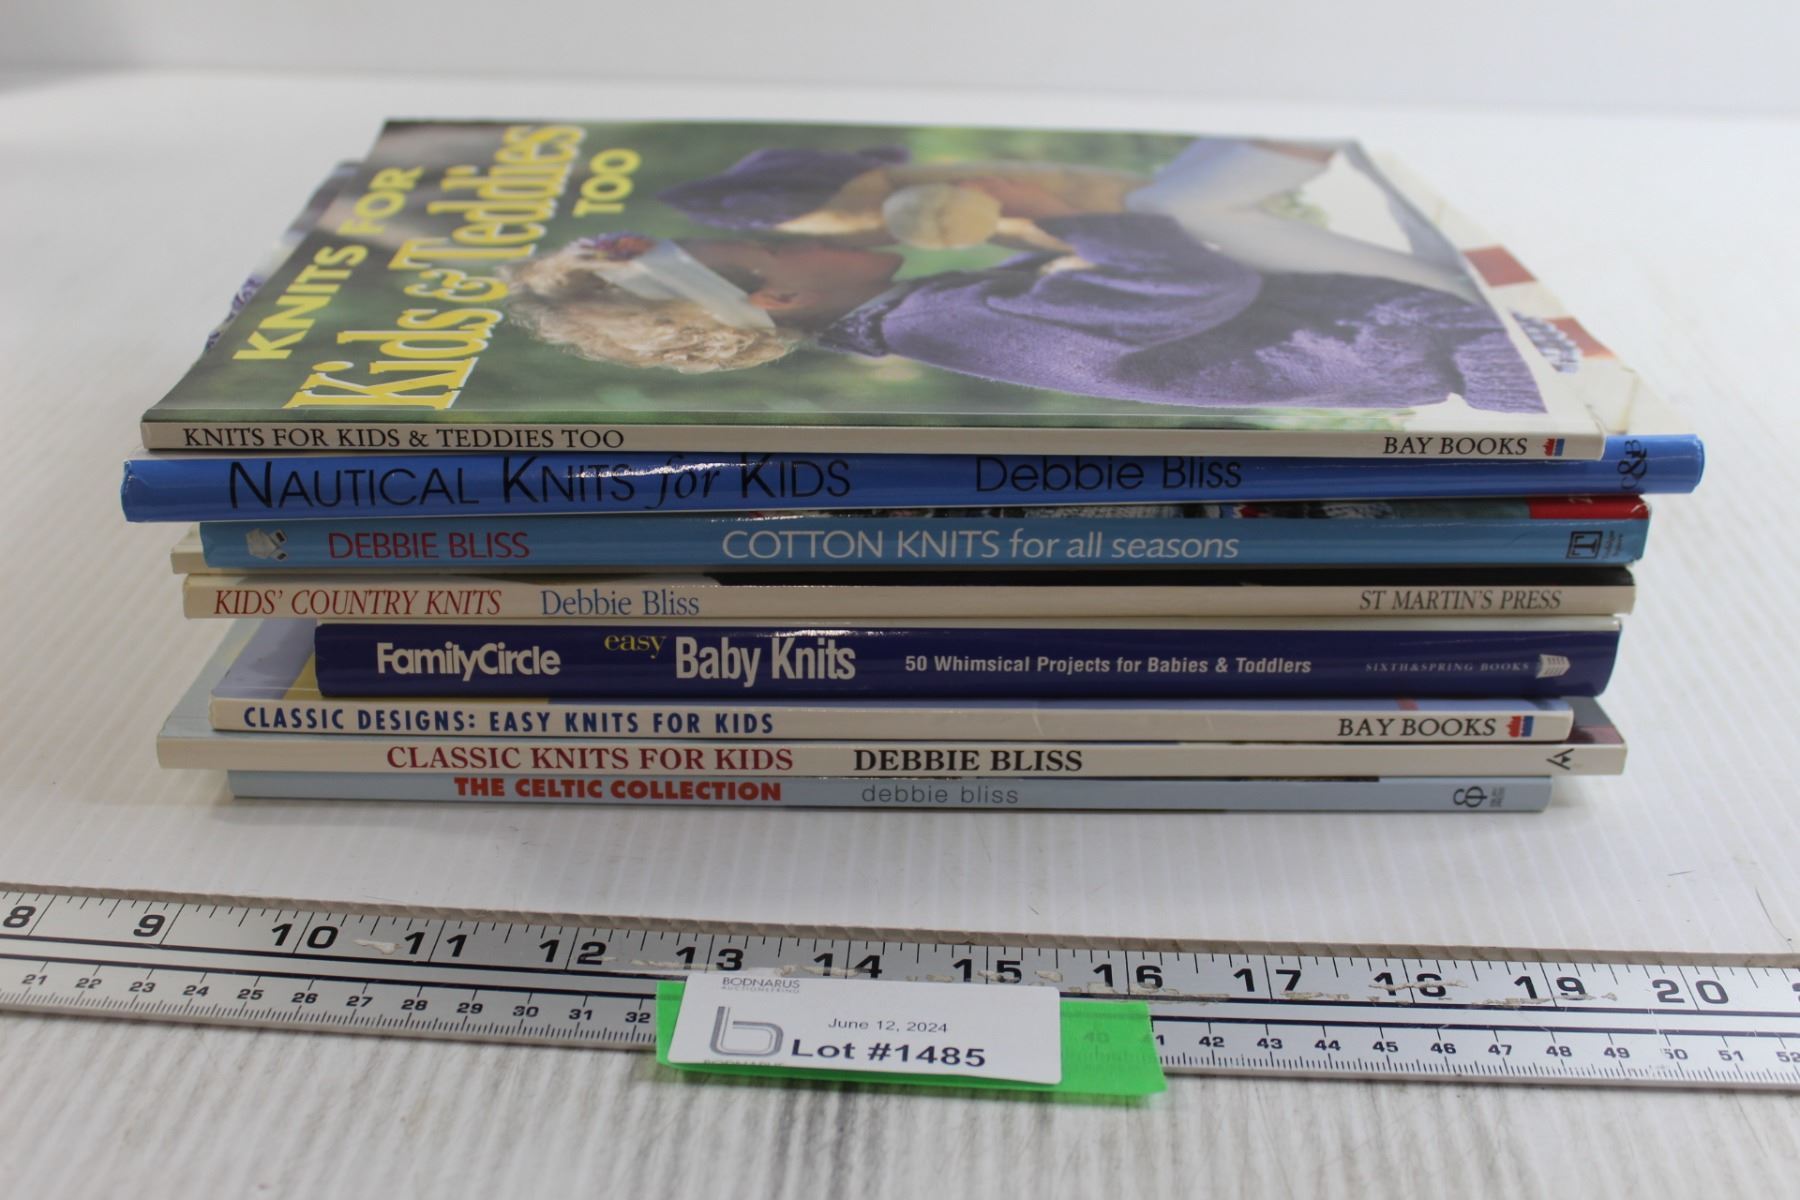 KNITS FOR
Kids & Teddies
TOO
KNITS FOR KIDS & TEDDIES TOO BAY BOOKS
NAUTICAL KNITS for KIDS Debbie Bliss C&B
DEBBIE BLISS COTTON KNITS for all seasons T
KIDS' COUNTRY KNITS Debbie Bliss ST MARTIN'S PRESS
FamilyCircle easy Baby Knits 50 Whimsical Projects for Babies & Toddlers SIXTH&SPRING BOOKS
CLASSIC DESIGNS: EASY KNITS FOR KIDS BAY BOOKS
CLASSIC KNITS FOR KIDS DEBBIE BLISS
THE CELTIC COLLECTION debbie bliss
8 9 10 11 12 13 14 15 16 17 18 19 20
21 22 23 24 25 26 27 28 29 30 31 32 40 42 43 44 45 46 47 48 49 50 51 52
BODNARUS
AUCTIONEERING
June 12, 2024
Lot #1485